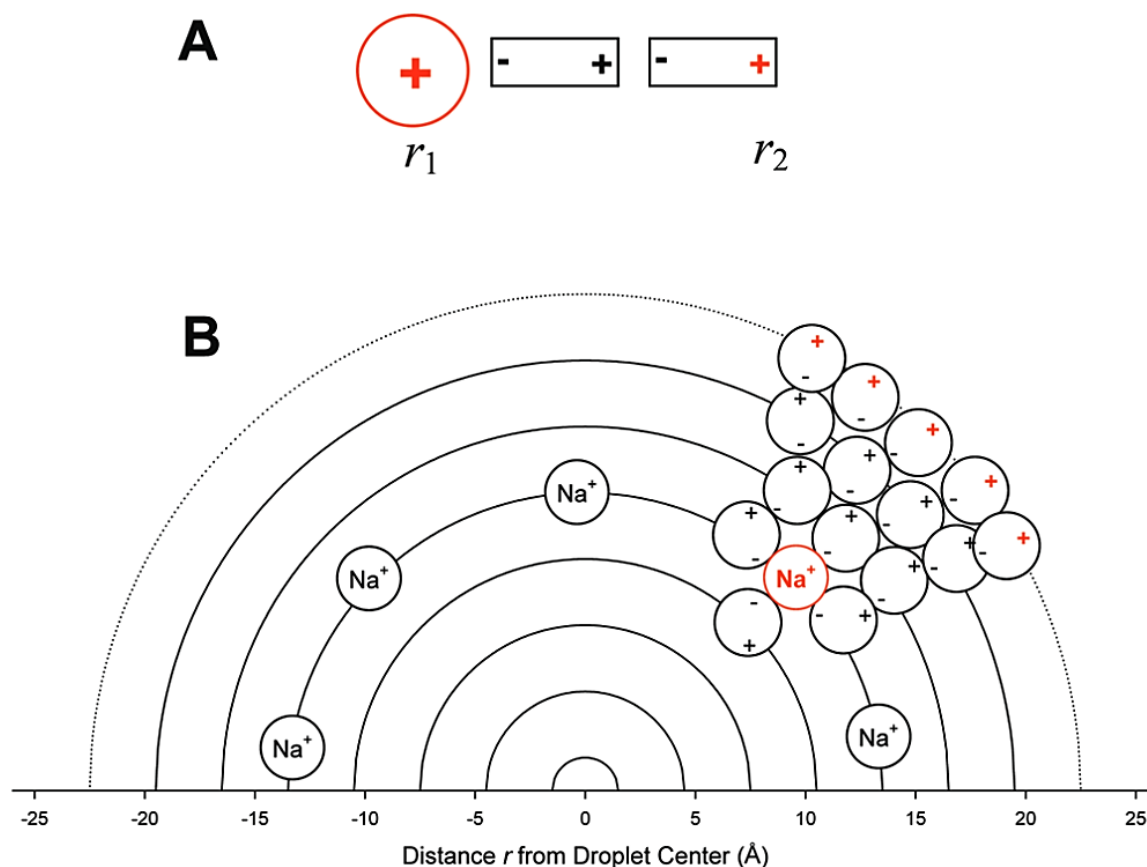 A
+ - + - +
r1 r2
B
+
- +
+ - +
- + -
+ - + +
- - + -
+ - + - + +
- - - + -
Na+ Na+ Na+ - +
- - +
+
Na+ Na+
-25 -20 -15 -10 -5 0 5 10 15 20 25
Distance r from Droplet Center (Å)